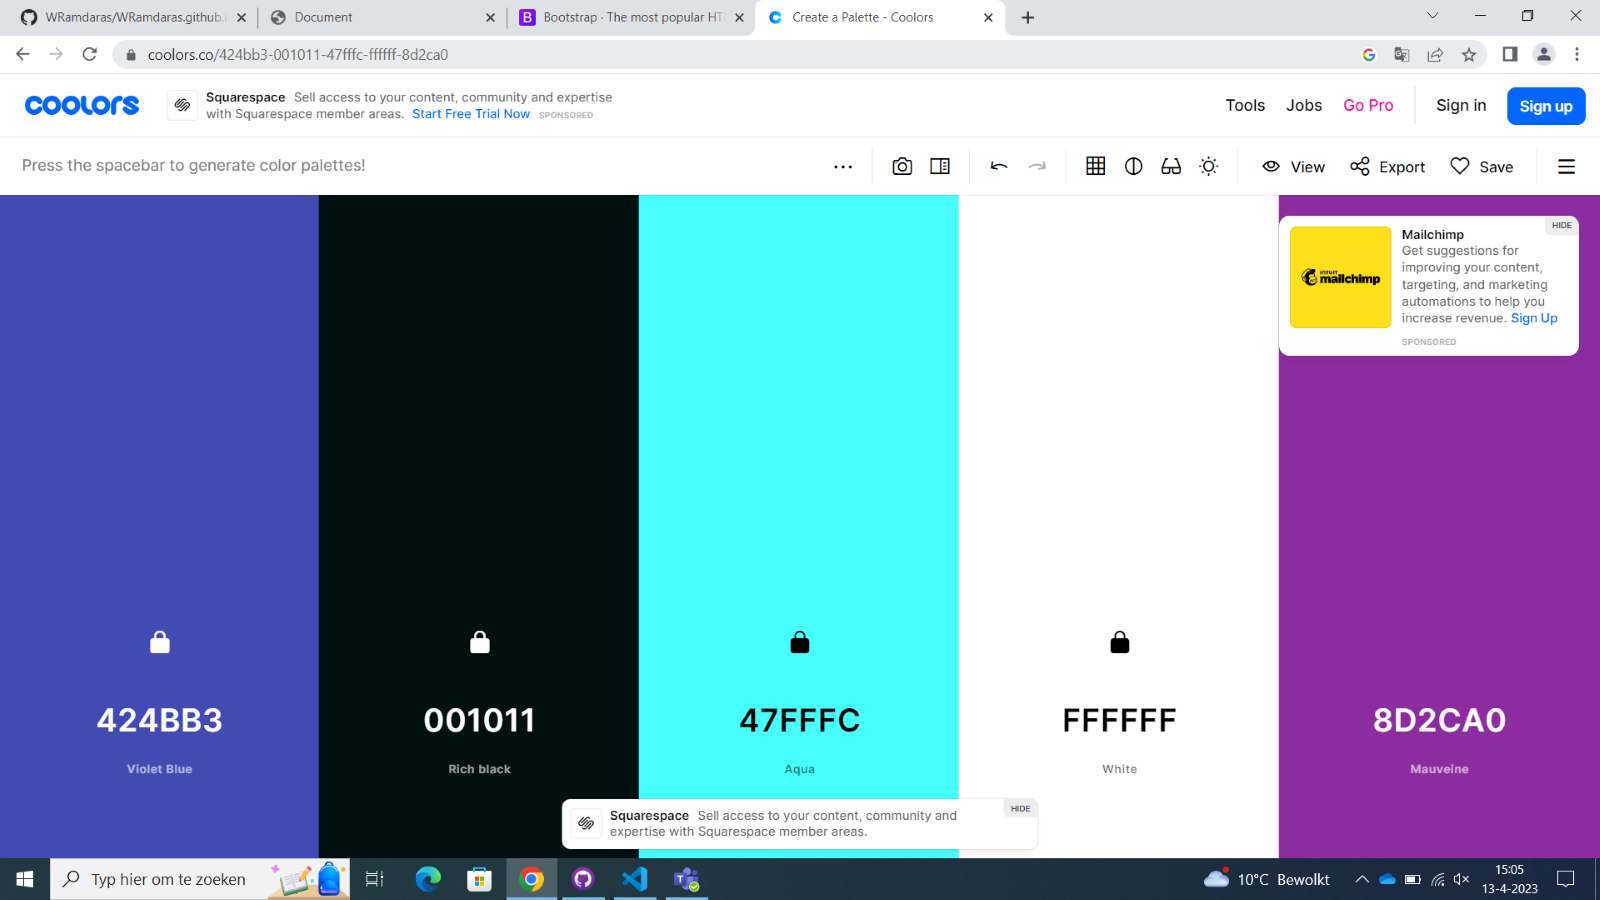 WRamdaras/WRamdaras.github.i
Document
Bootstrap · The most popular HT
Create a Palette - Coolors
coolors.co/424bb3-001011-47fffc-ffffff-8d2ca0
coolors
Squarespace Sell access to your content, community and expertise
with Squarespace member areas. Start Free Trial Now SPONSORED
Tools
Jobs
Go Pro
Sign in
Sign up
Press the spacebar to generate color palettes!
View
Export
Save
HIDE
INTUIT
mailchimp
Mailchimp
Get suggestions for
improving your content,
targeting, and marketing
automations to help you
increase revenue. Sign Up
SPONSORED
424BB3
001011
47FFFC
FFFFFF
8D2CA0
Violet Blue
Rich black
Aqua
White
Mauveine
HIDE
Squarespace Sell access to your content, community and
expertise with Squarespace member areas.
Typ hier om te zoeken
10°C Bewolkt
15:05
13-4-2023